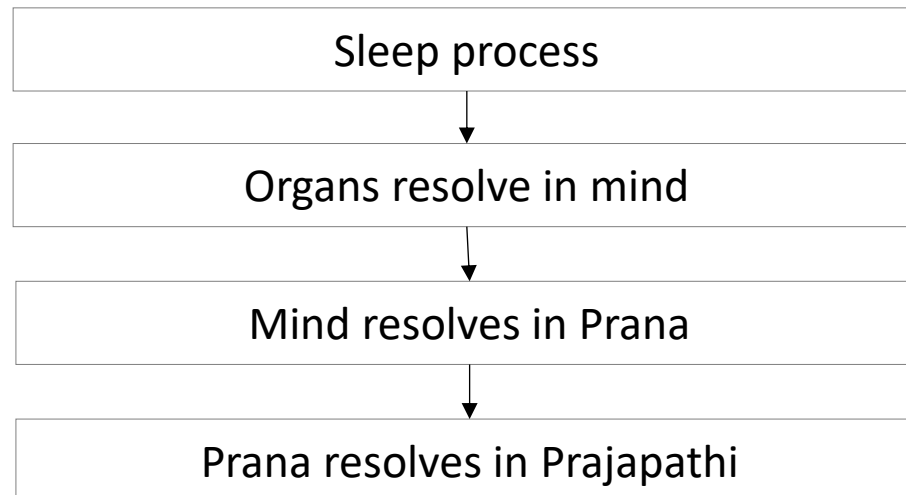 Sleep process
Organs resolve in mind
Mind resolves in Prana
Prana resolves in Prajapathi